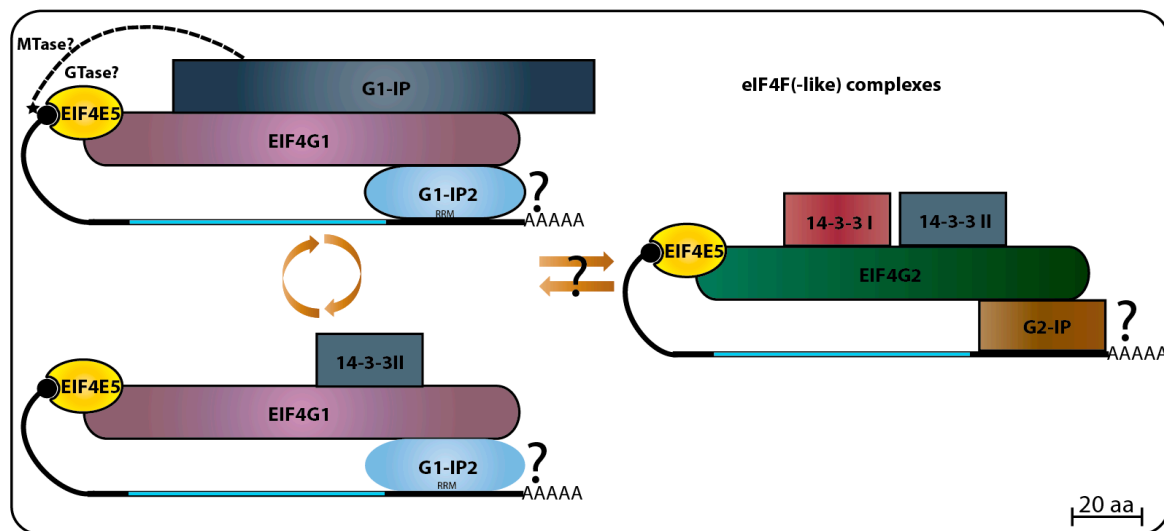 MTase?
GTase?
G1-IP
eIF4F(-like) complexes
EIF4E5
EIF4G1
G1-IP2
RRM
?
AAAAA
14-3-3 I
14-3-3 II
EIF4E5
EIF4G2
?
G2-IP
?
AAAAA
14-3-3II
EIF4E5
EIF4G1
G1-IP2
RRM
?
AAAAA
20 aa